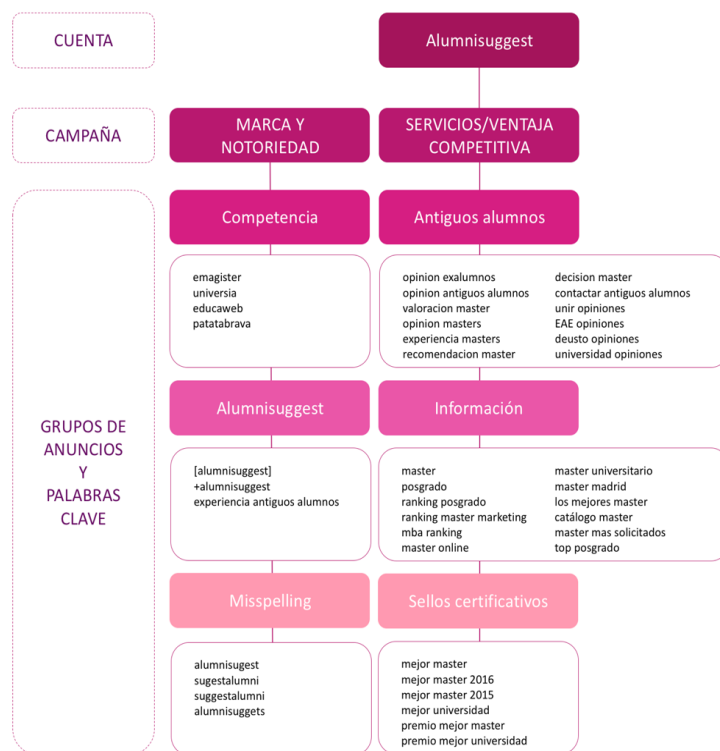 CUENTA
Alumnisuggest
CAMPAÑA
MARCA Y
NOTORIEDAD
SERVICIOS/VENTAJA
COMPETITIVA
GRUPOS DE
ANUNCIOS
Y
PALABRAS
CLAVE
Competencia
emagister
universia
educaweb
patatabrava
Antiguos alumnos
opinion exalumnos
opinion antiguos alumnos
valoracion master
opinion masters
experiencia masters
recomendacion master
decision master
contactar antiguos alumnos
unir opiniones
EAE opiniones
deusto opiniones
universidad opiniones
Alumnisuggest
[alumnisuggest]
+alumnisuggest
experiencia antiguos alumnos
Información
master
posgrado
ranking posgrado
ranking master marketing
mba ranking
master online
master universitario
master madrid
los mejores master
catálogo master
master mas solicitados
top posgrado
Misspelling
alumnisugest
sugestalumni
suggestalumni
alumnisuggets
Sellos certificativos
mejor master
mejor master 2016
mejor master 2015
mejor universidad
premio mejor master
premio mejor universidad